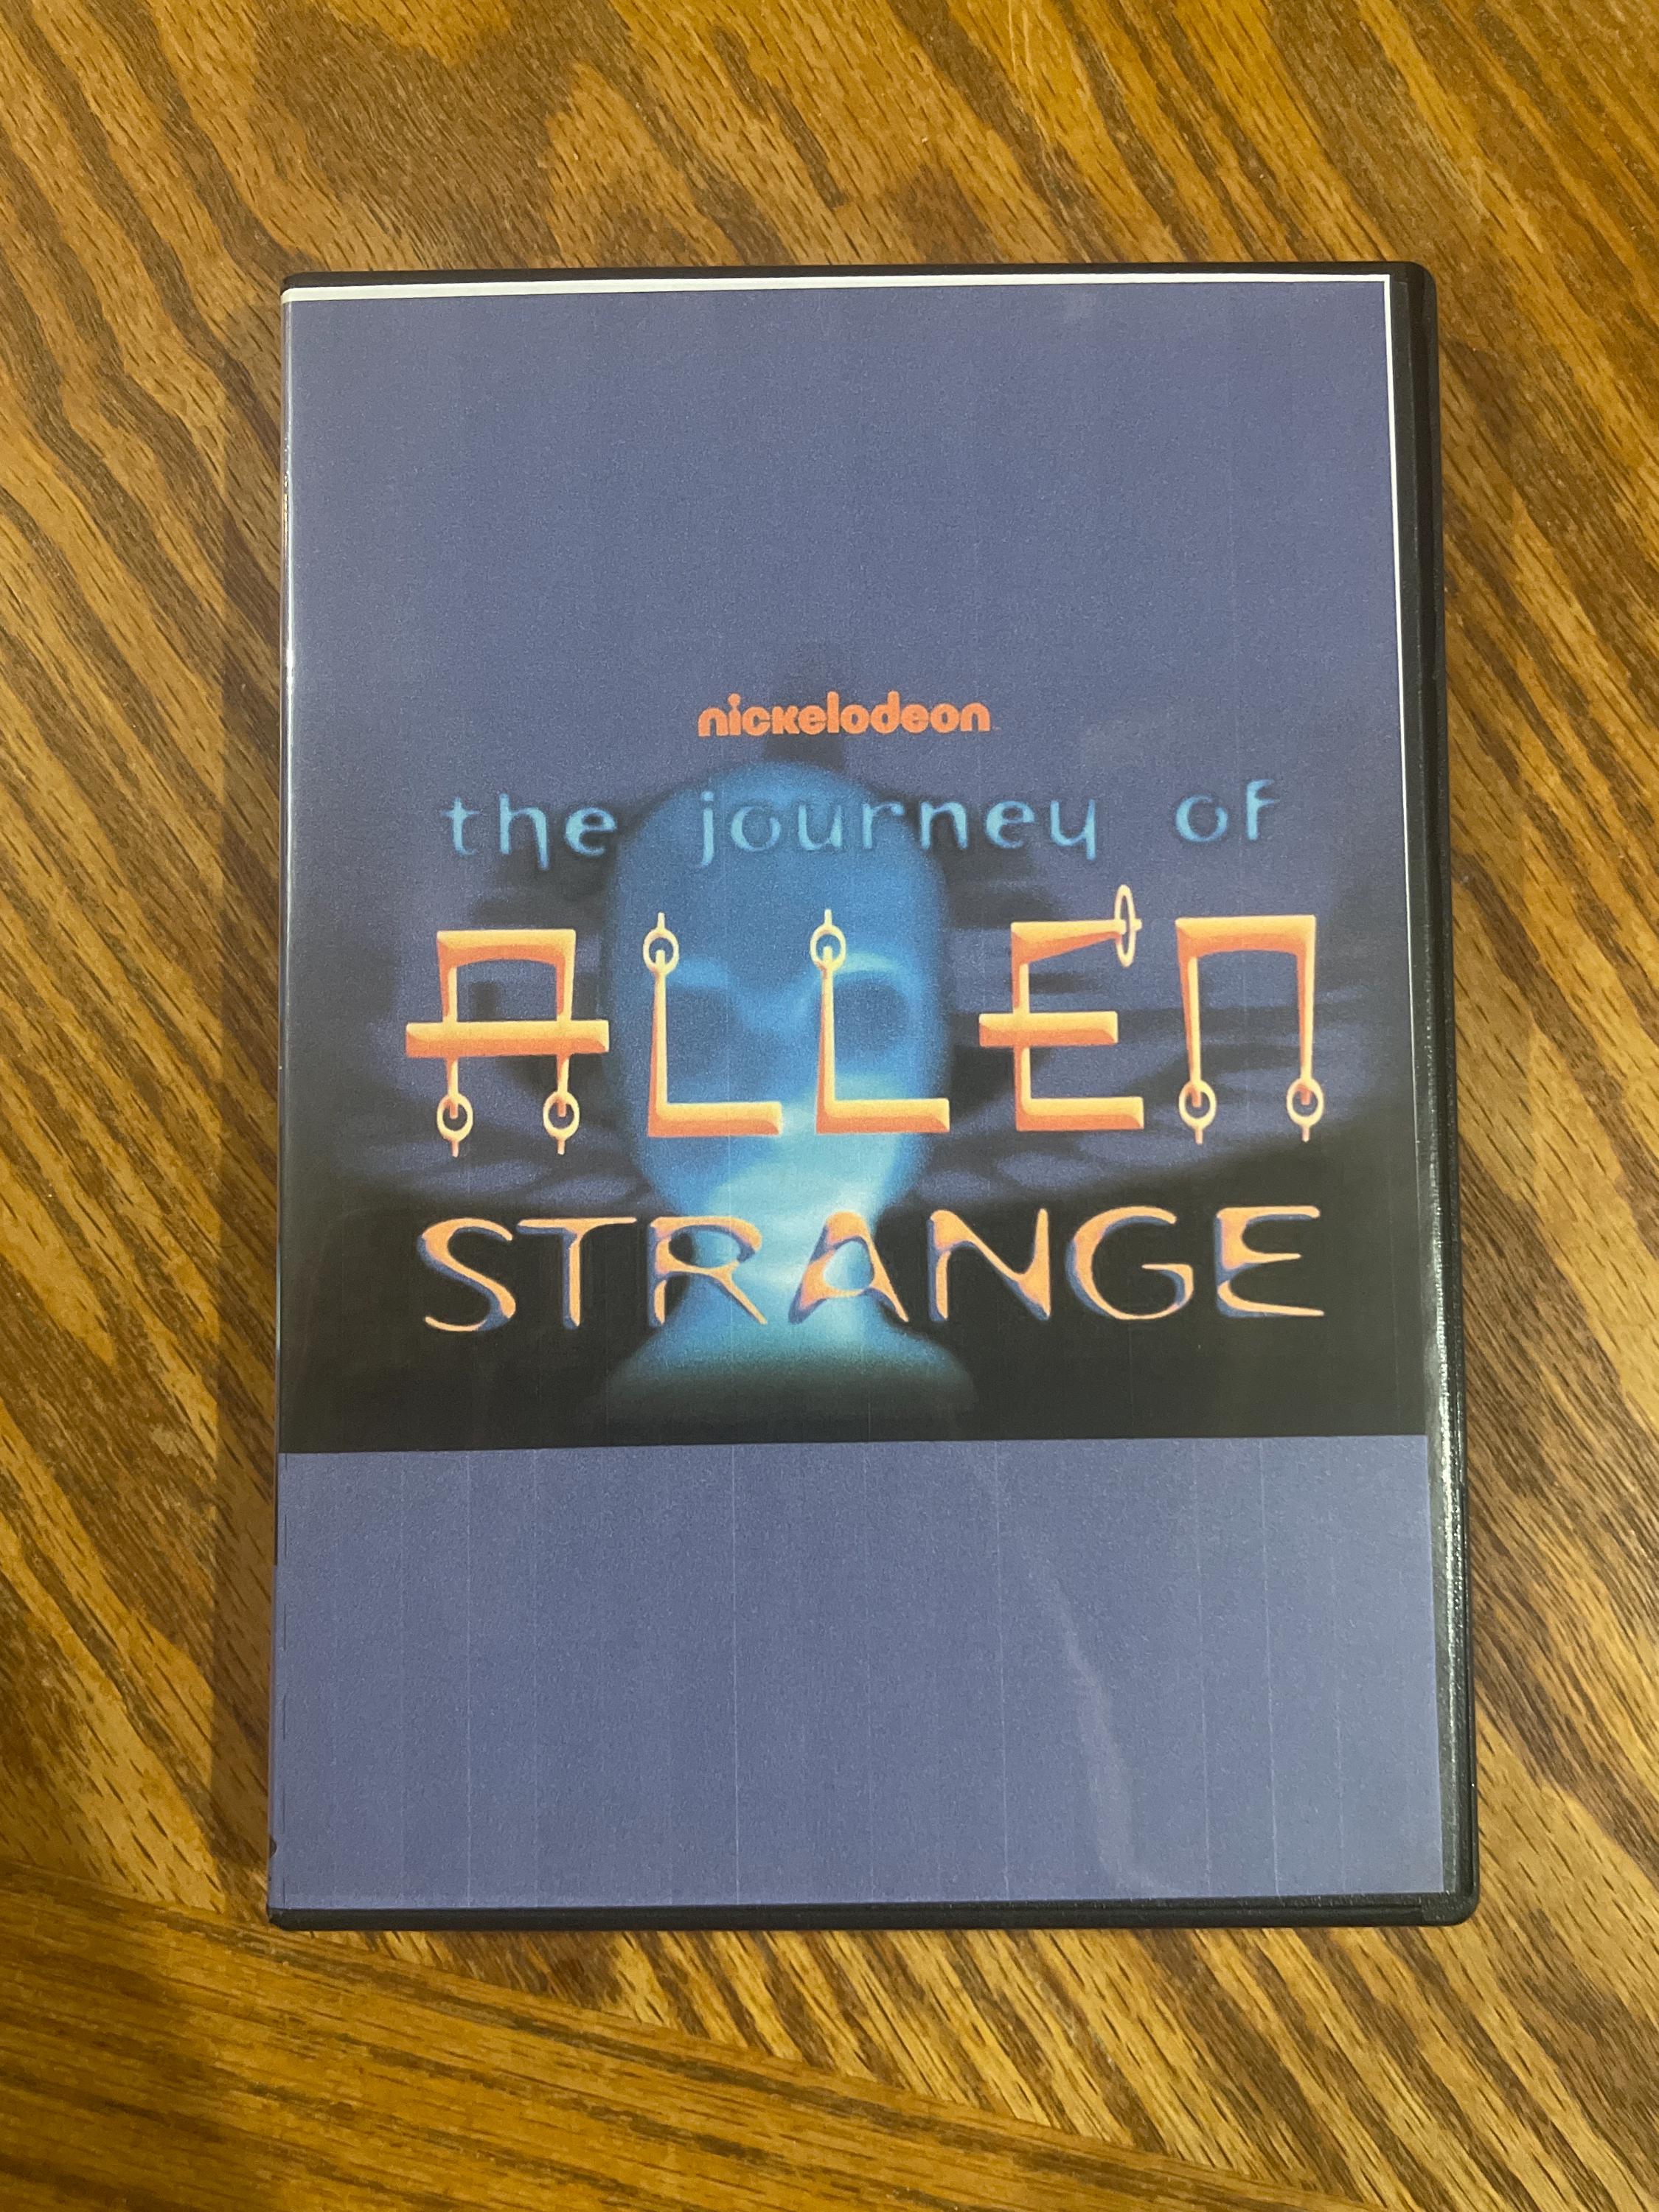 nickelodeon
the journey of
ALLEN
STRANGE